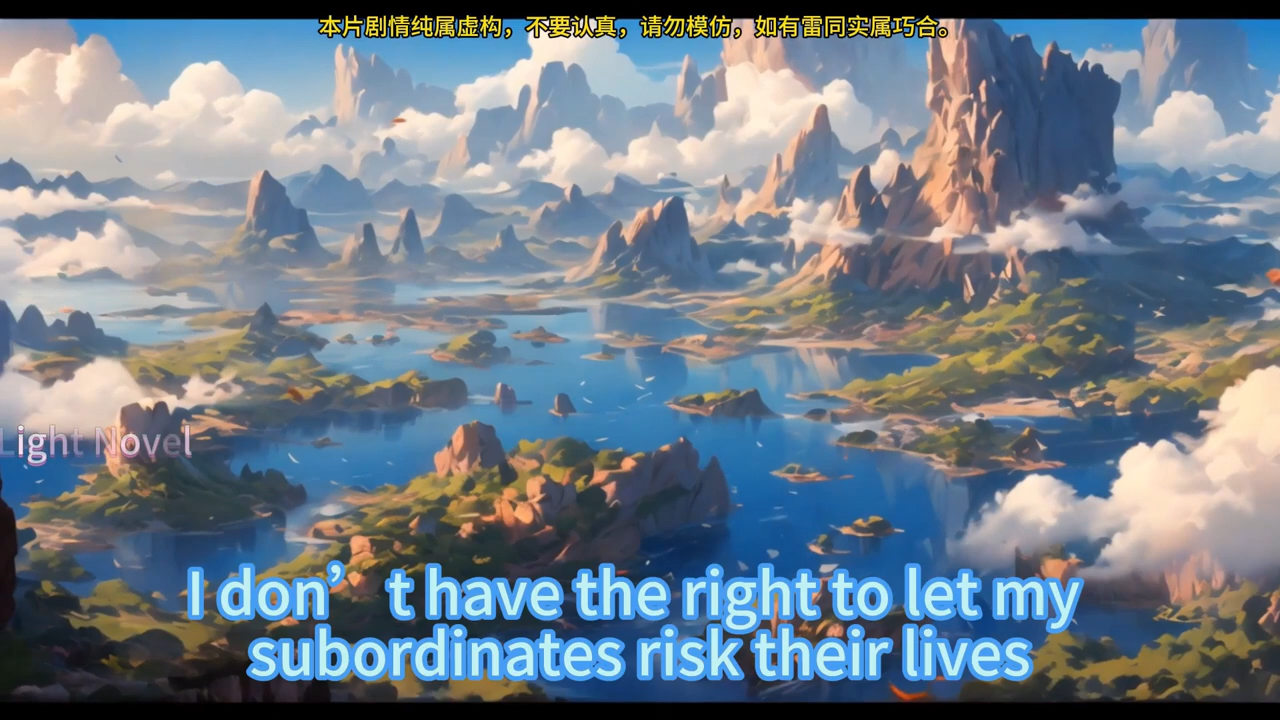 本片剧情纯属虚构，不要认真，请勿模仿，如有雷同实属巧合。
Light Novel
I don’t have the right to let my
subordinates risk their lives